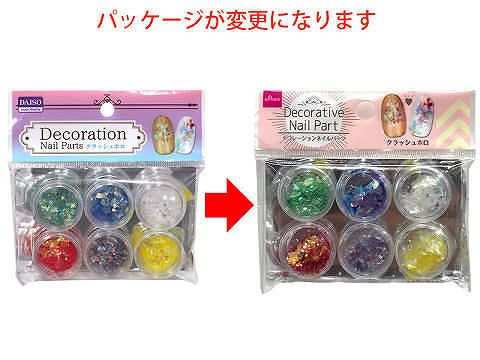 パッケージが変更になります
DAISO
Decoration
Nail Parts クラッシュホロ
DAISO
Decorative
Nail Part
デコレーションネイルパーツ
クラッシュホロ